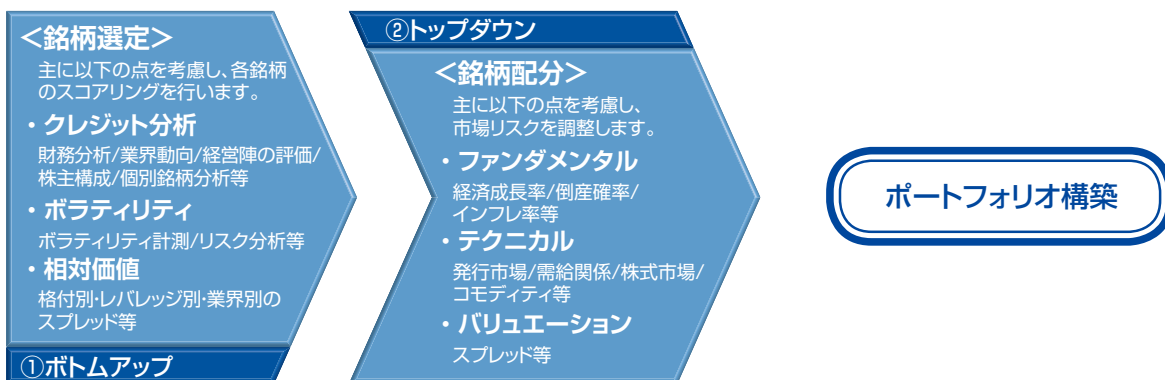 ＜銘柄選定＞
主に以下の点を考慮し、各銘柄
のスコアリングを行います。
・クレジット分析
財務分析/業界動向/経営陣の評価/
株主構成/個別銘柄分析等
・ボラティリティ
ボラティリティ計測/リスク分析等
・相対価値
格付別・レバレッジ別・業界別の
スプレッド等
①ボトムアップ
②トップダウン
＜銘柄配分＞
主に以下の点を考慮し、
市場リスクを調整します。
・ファンダメンタル
経済成長率/倒産確率/
インフレ率等
・テクニカル
発行市場/需給関係/株式市場/
コモディティ等
・バリュエーション
スプレッド等
ポートフォリオ構築